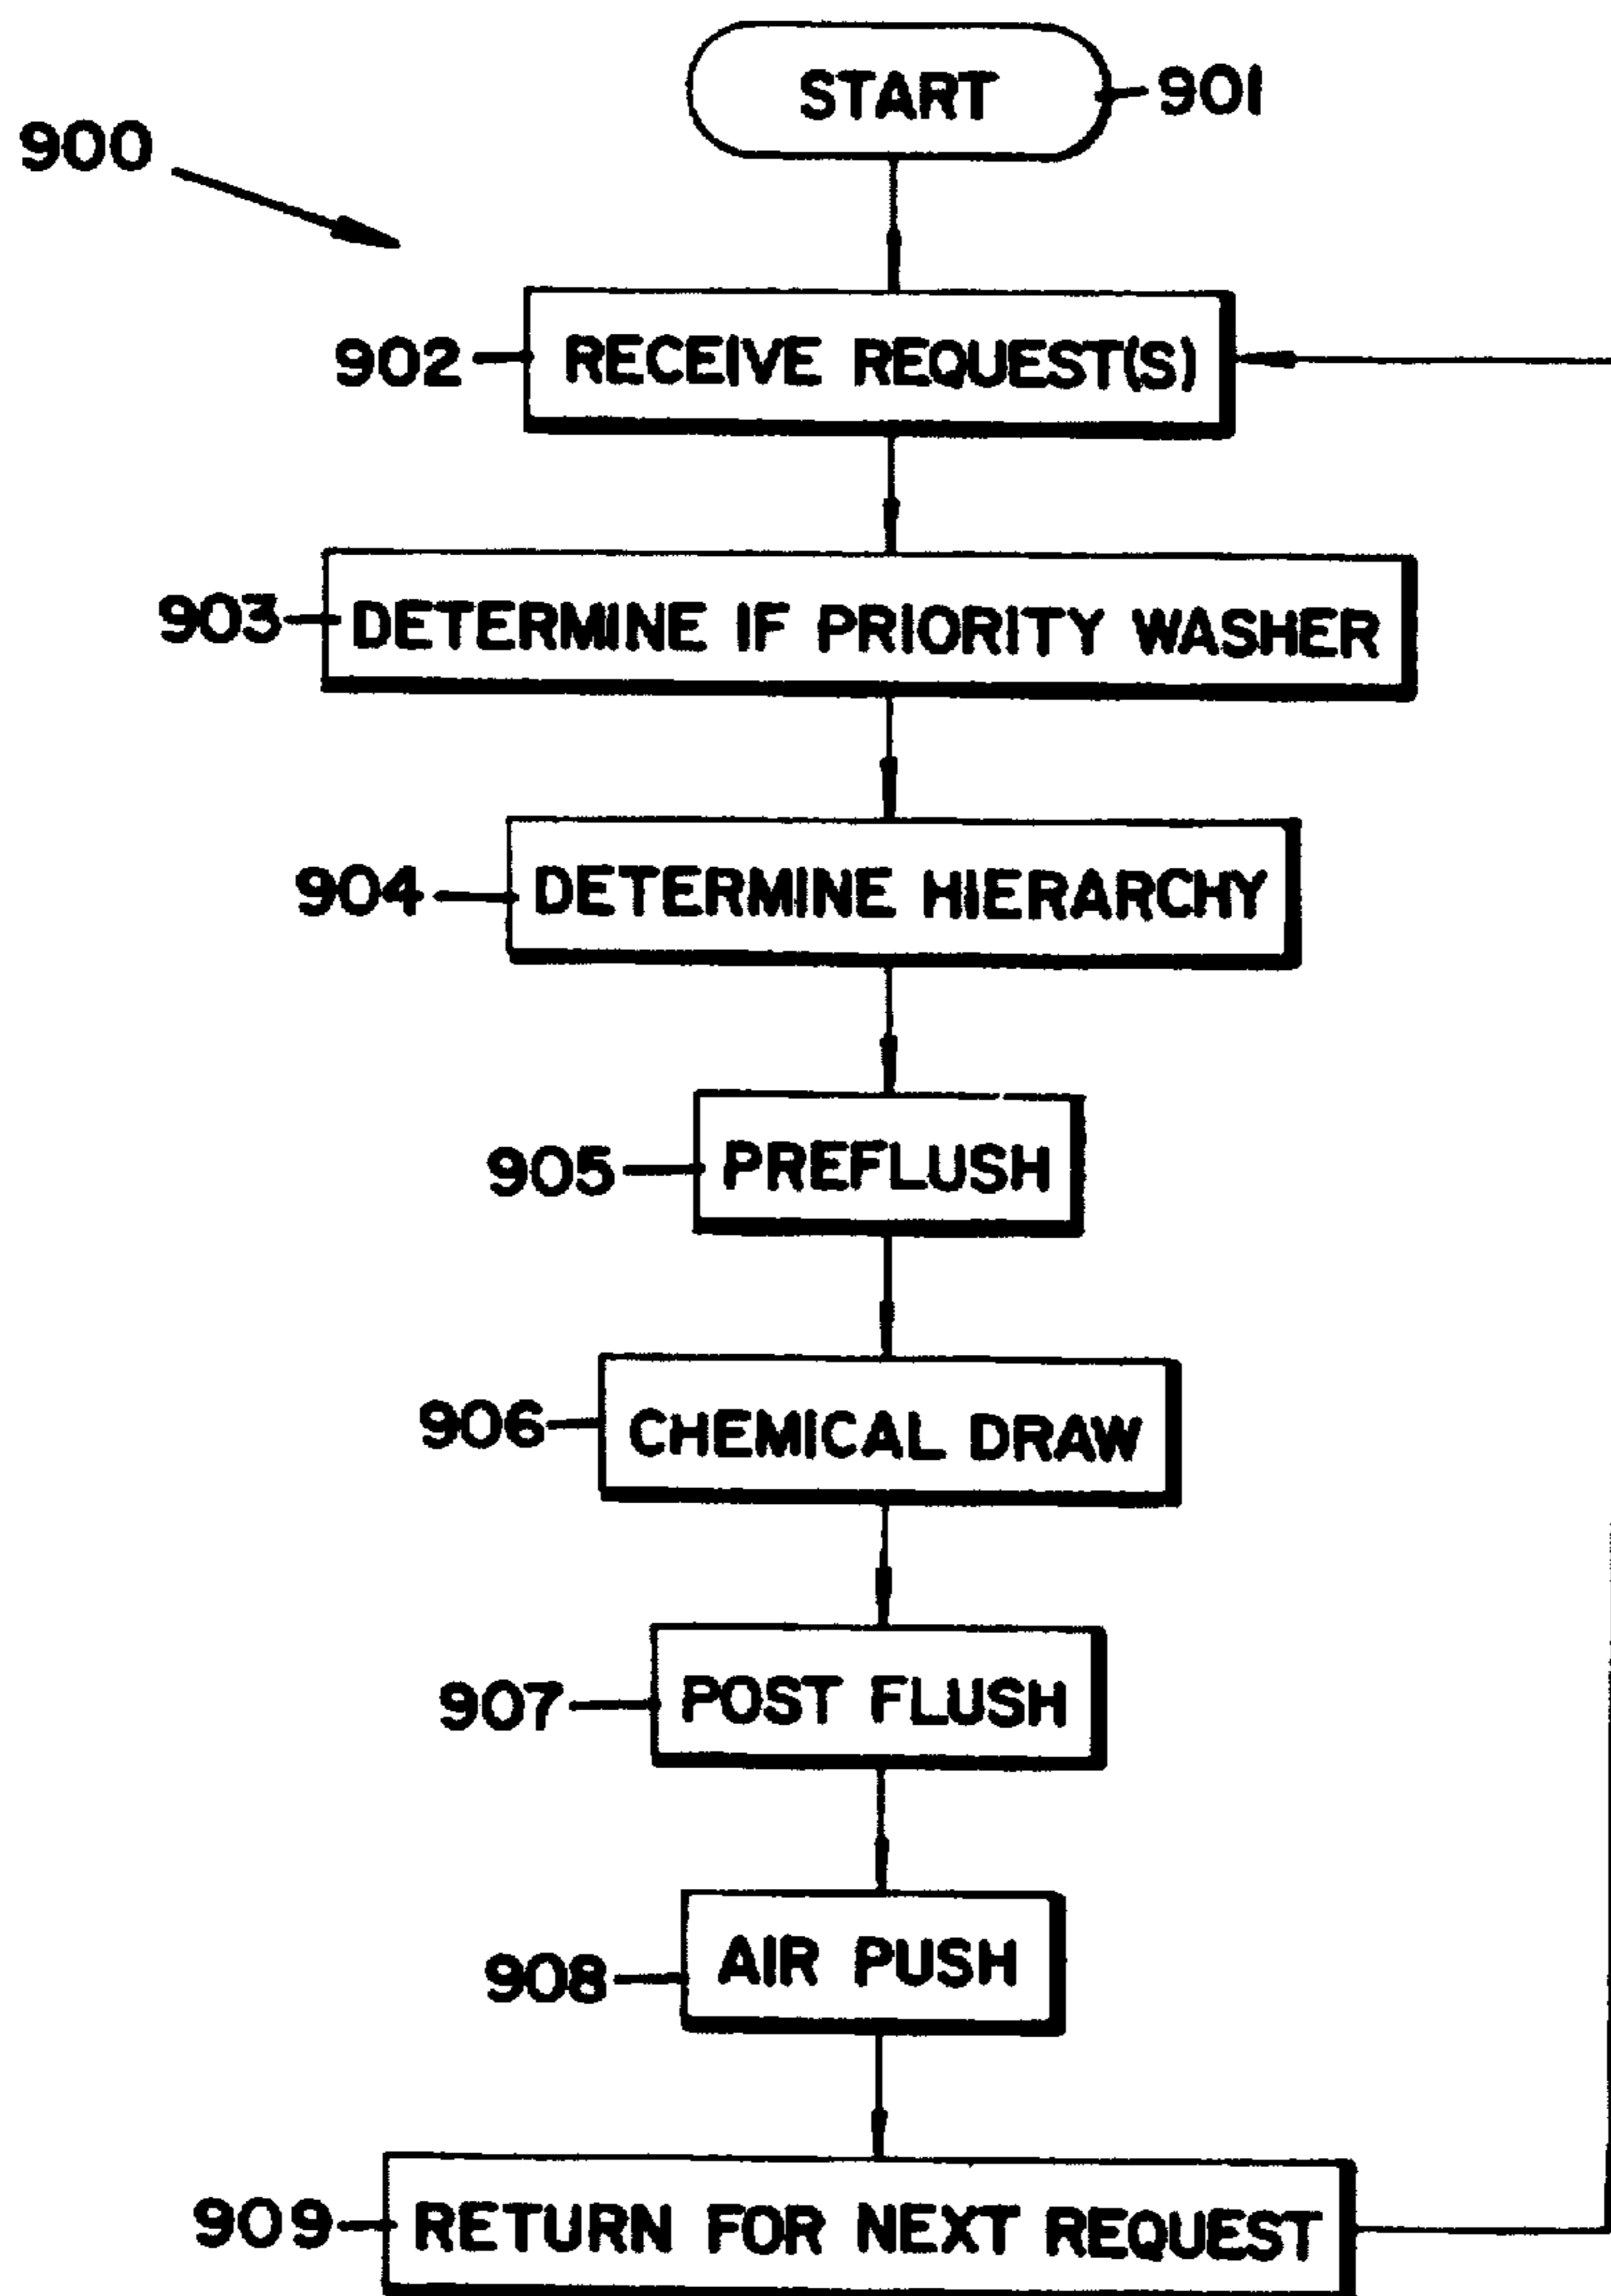 START 901
900
902 RECEIVE REQUEST(S)
903 DETERMINE IF PRIORITY WASHER
904 DETERMINE HIERARCHY
905 PREFLUSH
906 CHEMICAL DRAW
907 POST FLUSH
908 AIR PUSH
909 RETURN FOR NEXT REQUEST